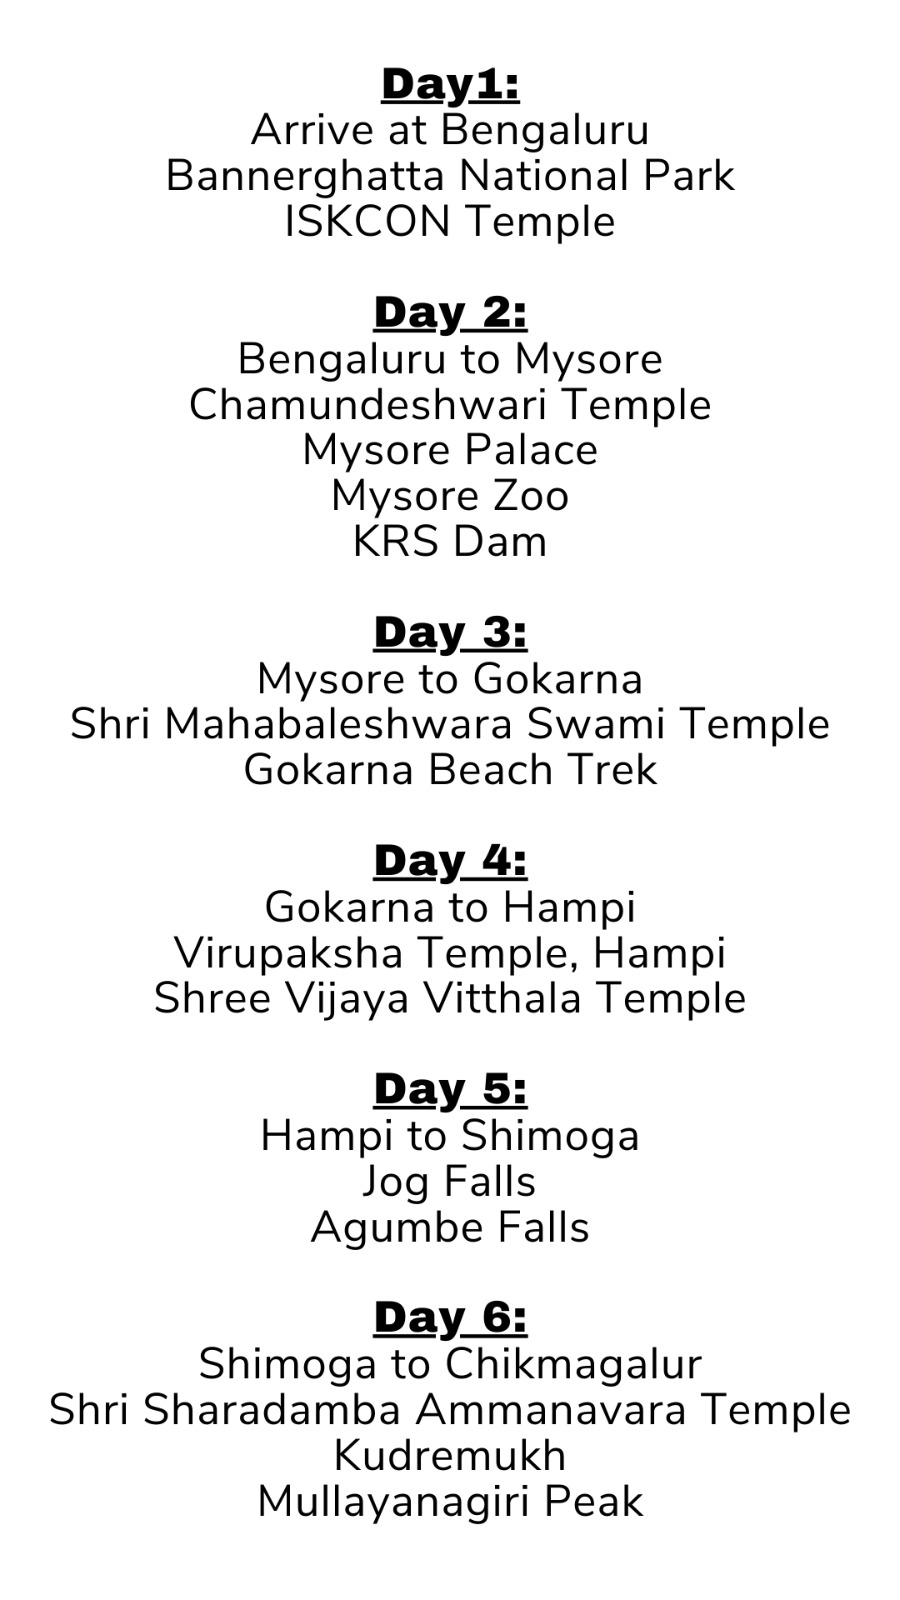 Day1:
Arrive at Bengaluru
Bannerghatta National Park
ISKCON Temple
Day 2:
Bengaluru to Mysore
Chamundeshwari Temple
Mysore Palace
Mysore Zoo
KRS Dam
Day 3:
Mysore to Gokarna
Shri Mahabaleshwara Swami Temple
Gokarna Beach Trek
Day 4:
Gokarna to Hampi
Virupaksha Temple, Hampi
Shree Vijaya Vitthala Temple
Day 5:
Hampi to Shimoga
Jog Falls
Agumbe Falls
Day 6:
Shimoga to Chikmagalur
Shri Sharadamba Ammanavara Temple
Kudremukh
Mullayanagiri Peak